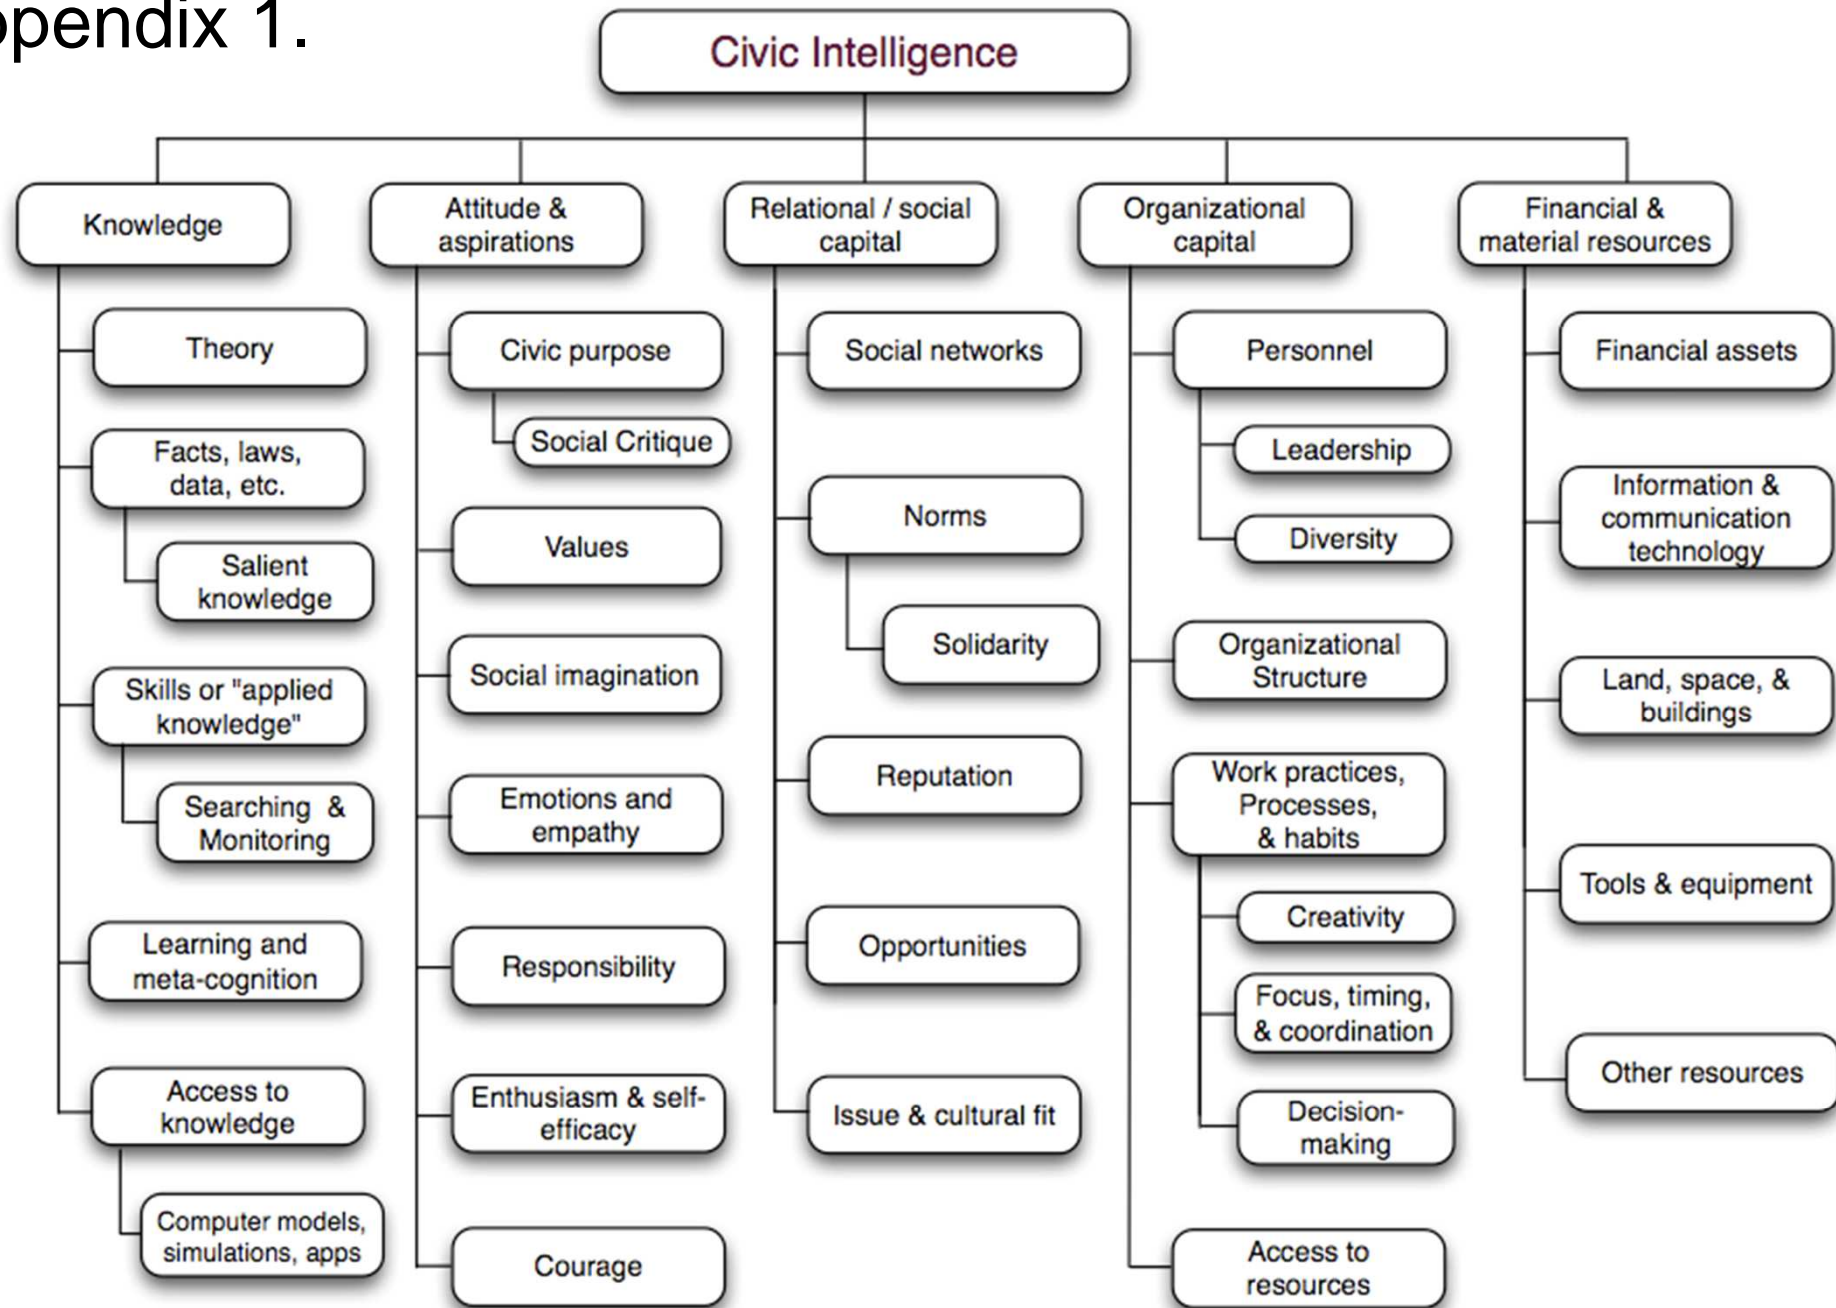 ppendix 1.
Civic Intelligence
Knowledge
Theory
Facts, laws,
data, etc.
Salient
knowledge
Skills or "applied
knowledge"
Searching &
Monitoring
Learning and
meta-cognition
Access to
knowledge
Computer models,
simulations, apps
Attitude &
aspirations
Civic purpose
Social Critique
Values
Social imagination
Emotions and
empathy
Responsibility
Enthusiasm & self-
efficacy
Courage
Relational / social
capital
Social networks
Norms
Solidarity
Reputation
Opportunities
Issue & cultural fit
Organizational
capital
Personnel
Leadership
Diversity
Organizational
Structure
Work practices,
Processes,
& habits
Creativity
Focus, timing,
& coordination
Decision-
making
Access to
resources
Financial &
material resources
Financial assets
Information &
communication
technology
Land, space, &
buildings
Tools & equipment
Other resources